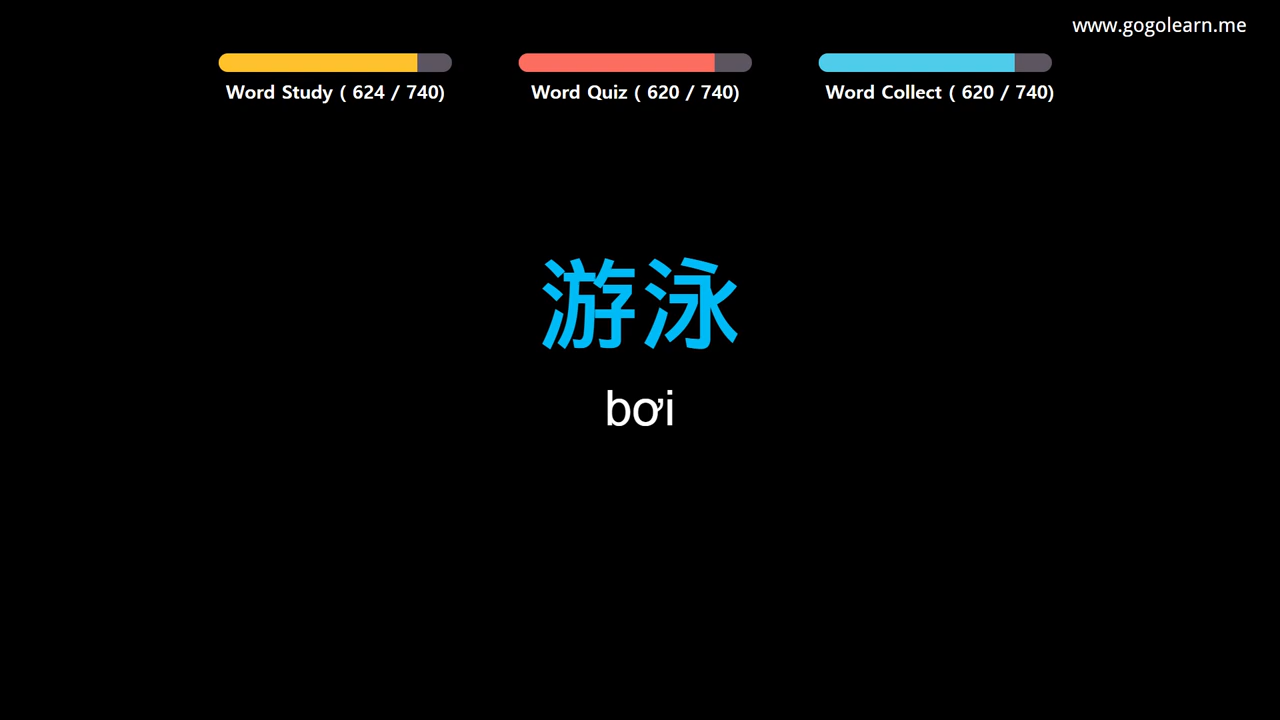 www.gogolearn.me
Word Study ( 624 / 740)
Word Quiz ( 620 / 740)
Word Collect ( 620 / 740)
游泳
bơi